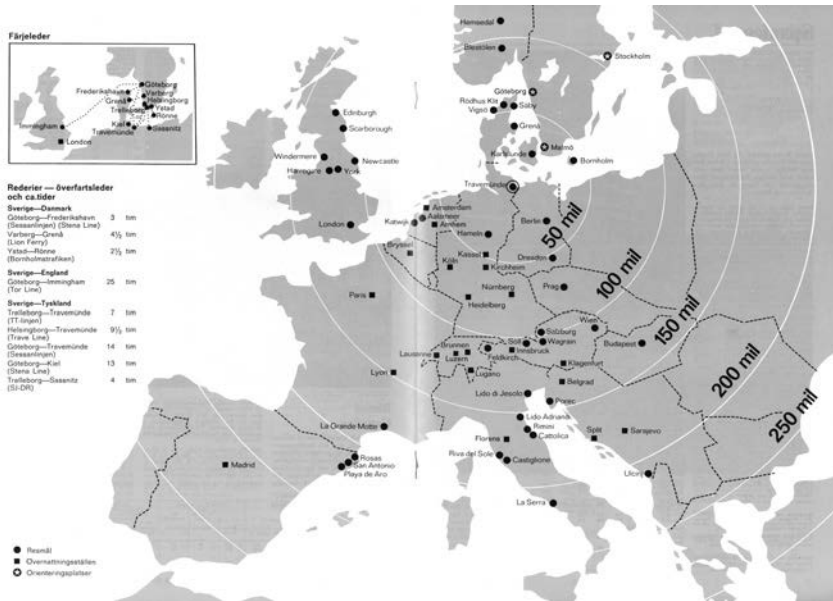 Färjeleder
Göteborg
Frederikshavn
Varberg
Grenå
Helsingborg
Trelleborg
Ystad
Rönne
Immingham
Kiel
Travemünde
Sassnitz
London
Rederier — överfartsleder
och ca.tider
Sverige—Danmark
Göteborg—Frederikshavn 3 tim
(Sessanlinjen) (Stena Line)
Varberg—Grenå 4½ tim
(Lion Ferry)
Ystad—Rönne 2½ tim
(Bornholmstrafiken)
Sverige—England
Göteborg—Immingham 25 tim
(Tor Line)
Sverige—Tyskland
Trelleborg—Travemünde 7 tim
(TT-linjen)
Helsingborg—Travemünde 9½ tim
(Trave Line)
Göteborg—Travemünde 14 tim
(Sessanlinjen)
Göteborg—Kiel 13 tim
(Stena Line)
Trelleborg—Sassnitz 4 tim
(SJ-DR)
Hemsedal
Stockholm
Göteborg
Rödhus Klit
Vigsö
Säby
Grenå
Malmö
Karlslunde
Bornholm
Travemünde
Edinburgh
Scarborough
Windermere
Newcastle
Harrogate
York
London
Amsterdam
Katwijk
Aalsmeer
Arnhem
Bryssel
Berlin
Hameln
Kassel
Dresden
Köln
Kirchheim
Prag
Nürnberg
Heidelberg
Paris
Wien
Salzburg
Söll
Wagrain
Budapest
Brunnen
Innsbruck
Lausanne
Luzern
Feldkirch
Klagenfurt
Lugano
Lyon
Belgrad
Lido di Jesolo
Porec
Lido Adriano
Rimini
Cattolica
Split
Sarajevo
La Grande Motte
Florens
Riva del Sole
Castiglione
Rosas
San Antonio
Playa de Aro
Madrid
Ulcinj
La Serra
50 mil
100 mil
150 mil
200 mil
250 mil
Resmål
Övernattningsställen
Orienteringsplatser